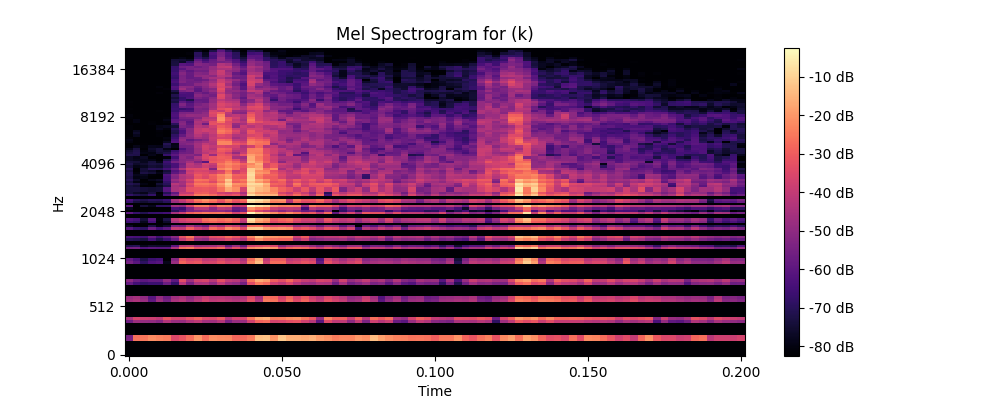 Mel Spectrogram for (k)
16384
8192
4096
2048
1024
512
0
Hz
0.000
0.050
0.100
0.150
0.200
Time
-10 dB
-20 dB
-30 dB
-40 dB
-50 dB
-60 dB
-70 dB
-80 dB